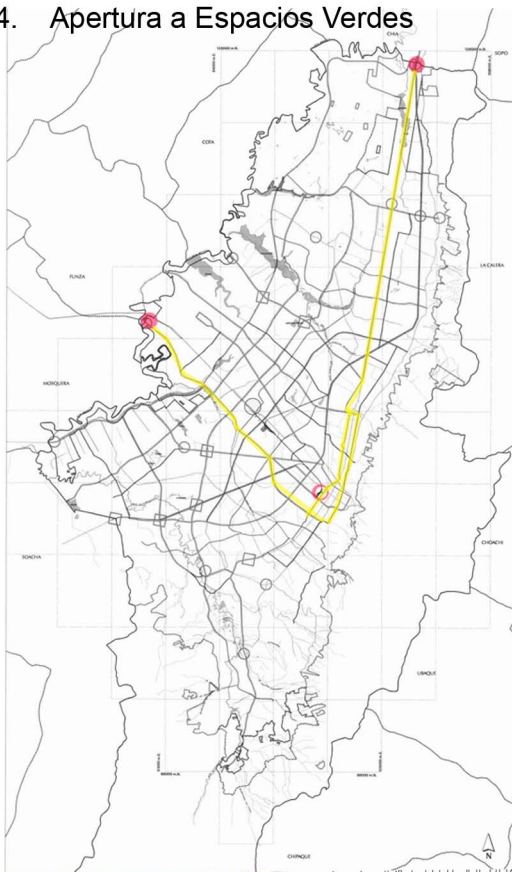 4. Apertura a Espacios Verdes
CHIA
SOPO
COTA
LA CALERA
FUNZA
MOSQUERA
SOACHA
CHOACHI
UBAQUE
CHIPAQUE
N